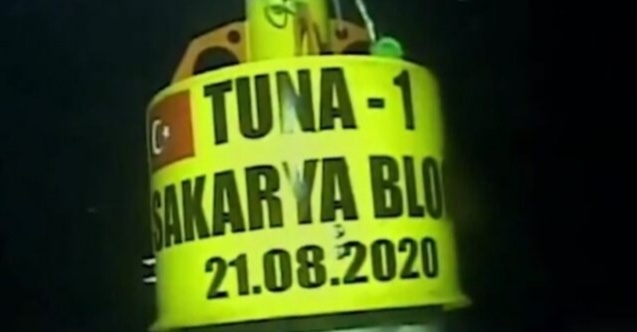 TUNA - 1
SAKARYA BLO
21.08.2020